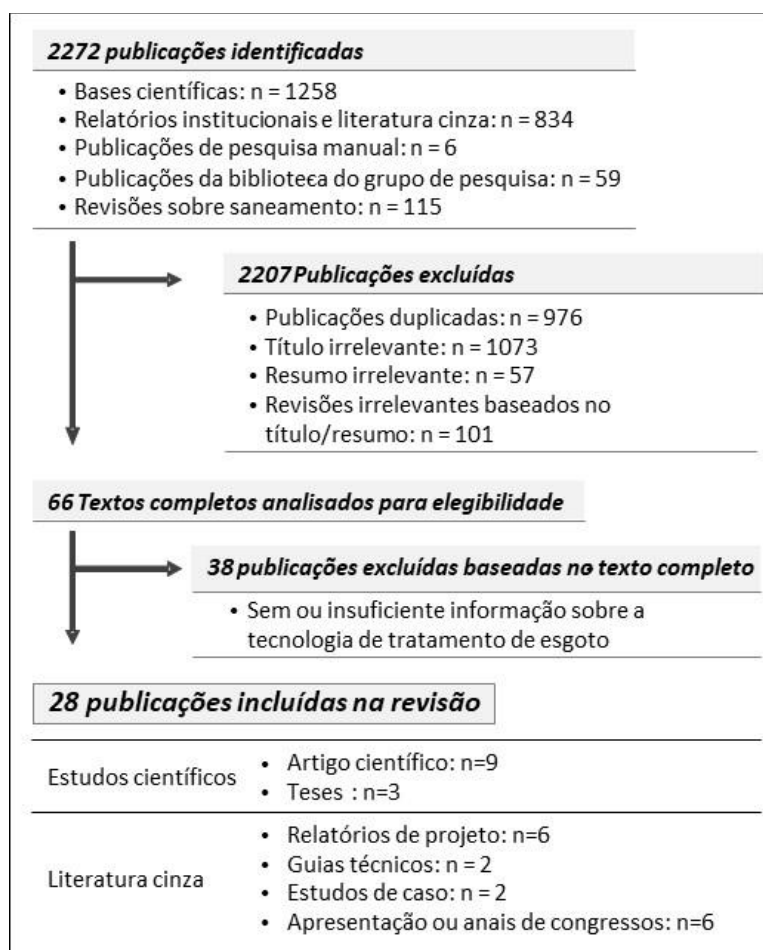 2272 publicações identificadas
• Bases científicas: n = 1258
• Relatórios institucionais e literatura cinza: n = 834
• Publicações de pesquisa manual: n = 6
• Publicações da biblioteca do grupo de pesquisa: n = 59
• Revisões sobre saneamento: n = 115
2207 Publicações excluídas
• Publicações duplicadas: n = 976
• Título irrelevante: n = 1073
• Resumo irrelevante: n = 57
• Revisões irrelevantes baseados no
título/resumo: n = 101
66 Textos completos analisados para elegibilidade
38 publicações excluídas baseadas no texto completo
• Sem ou insuficiente informação sobre a
tecnologia de tratamento de esgoto
28 publicações incluídas na revisão
Estudos científicos
• Artigo científico: n=9
• Teses : n=3
Literatura cinza
• Relatórios de projeto: n=6
• Guias técnicos: n = 2
• Estudos de caso: n = 2
• Apresentação ou anais de congressos: n=6